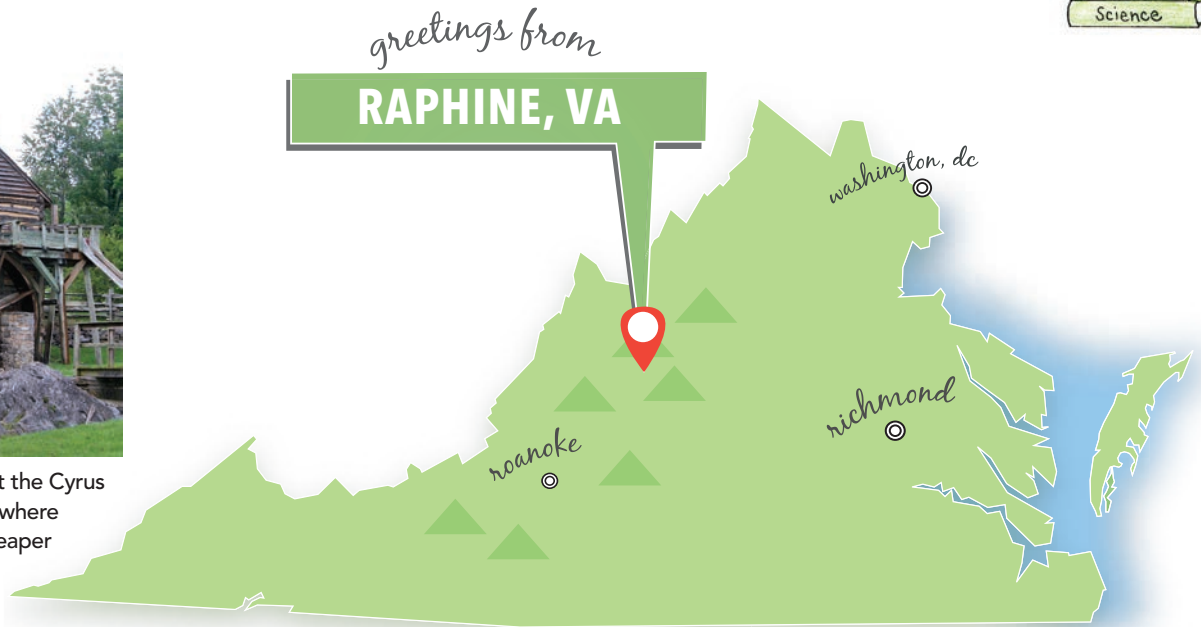 Science
greetings from
RAPHINE, VA
washington, dc
richmond
roanoke
t the Cyrus
where
eaper